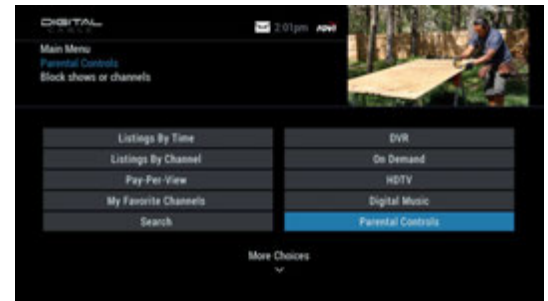 DIGITAL
CABLE
2:01pm
Main Menu
Parental Controls
Block shows or channels
Listings By Time
DVR
Listings By Channel
On Demand
Pay-Per-View
HDTV
My Favorite Channels
Digital Music
Search
Parental Controls
More Choices